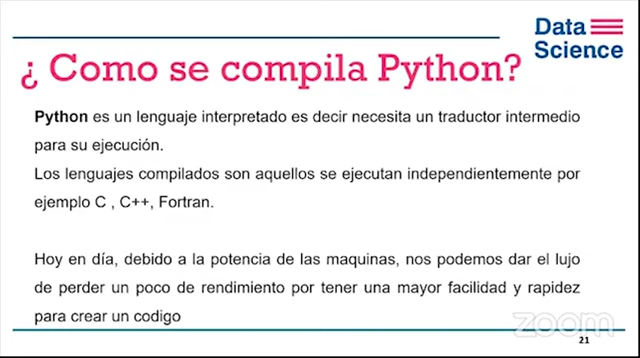 Data
Science
¿ Como se compila Python?
Python es un lenguaje interpretado es decir necesita un traductor intermedio
para su ejecución.
Los lenguajes compilados son aquellos se ejecutan independientemente por
ejemplo C , C++, Fortran.
Hoy en día, debido a la potencia de las maquinas, nos podemos dar el lujo
de perder un poco de rendimiento por tener una mayor facilidad y rapidez
para crear un codigo
zoom
21